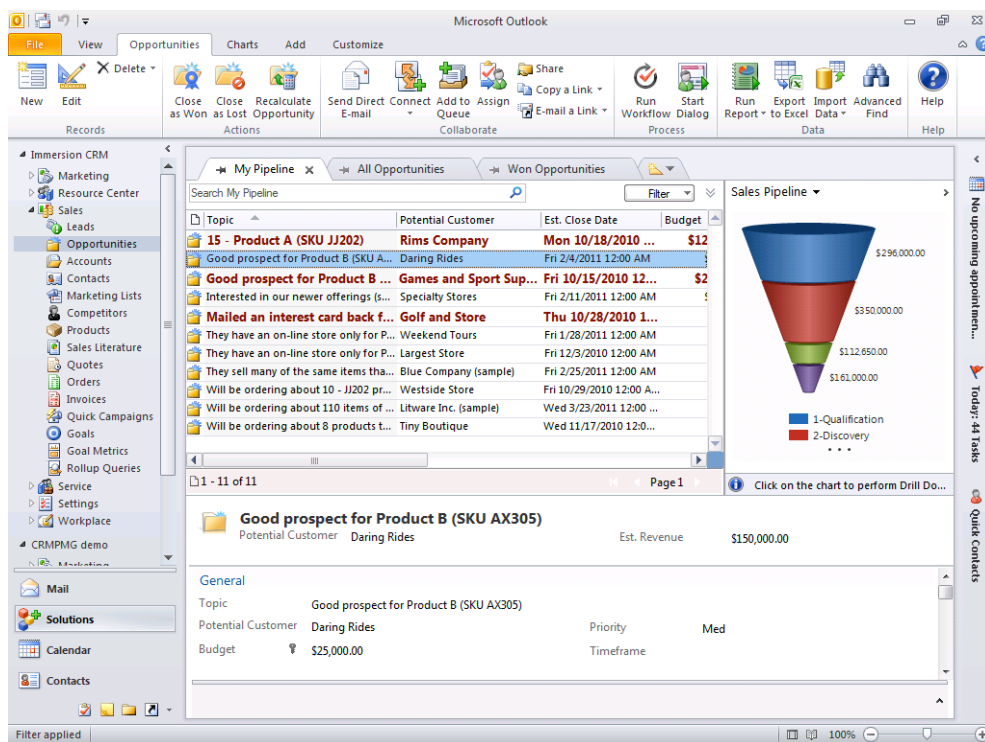 Microsoft Outlook
File View Opportunities Charts Add Customize
New Edit Delete
Records
Close as Won Close as Lost Recalculate Opportunity
Actions
Send Direct E-mail Connect Add to Queue Assign Share Copy a Link E-mail a Link
Collaborate
Run Workflow Start Dialog
Process
Run Report Export to Excel Import Data Advanced Find
Data
Help
Help
Immersion CRM
Marketing
Resource Center
Sales
Leads
Opportunities
Accounts
Contacts
Marketing Lists
Competitors
Products
Sales Literature
Quotes
Orders
Invoices
Quick Campaigns
Goals
Goal Metrics
Rollup Queries
Service
Settings
Workplace
CRMPMG demo
Marketing
Mail
Solutions
Calendar
Contacts
Filter applied
My Pipeline x All Opportunities Won Opportunities
Search My Pipeline Filter
Topic Potential Customer Est. Close Date Budget
15 - Product A (SKU JJ202) Rims Company Mon 10/18/2010 ... $12
Good prospect for Product B (SKU A... Daring Rides Fri 2/4/2011 12:00 AM
Good prospect for Product B ... Games and Sport Sup... Fri 10/15/2010 12... $2
Interested in our newer offerings (s... Specialty Stores Fri 2/11/2011 12:00 AM
Mailed an interest card back f... Golf and Store Thu 10/28/2010 1...
They have an on-line store only for P... Weekend Tours Fri 1/28/2011 12:00 AM
They have an on-line store only for P... Largest Store Fri 12/3/2010 12:00 AM
They sell many of the same items tha... Blue Company (sample) Fri 2/25/2011 12:00 AM
Will be ordering about 10 - JJ202 pr... Westside Store Fri 10/29/2010 12:00 A...
Will be ordering about 110 items of ... Litware Inc. (sample) Wed 3/23/2011 12:00 ...
Will be ordering about 8 products t... Tiny Boutique Wed 11/17/2010 12:0...
1 - 11 of 11 Page 1
Sales Pipeline
$296,000.00
$350,000.00
$112,650.00
$161,000.00
1-Qualification
2-Discovery
...
Click on the chart to perform Drill Do...
Good prospect for Product B (SKU AX305)
Potential Customer Daring Rides Est. Revenue $150,000.00
General
Topic Good prospect for Product B (SKU AX305)
Potential Customer Daring Rides Priority Med
Budget $25,000.00 Timeframe
No upcoming appointmen...
Today: 44 Tasks
Quick Contacts
100%